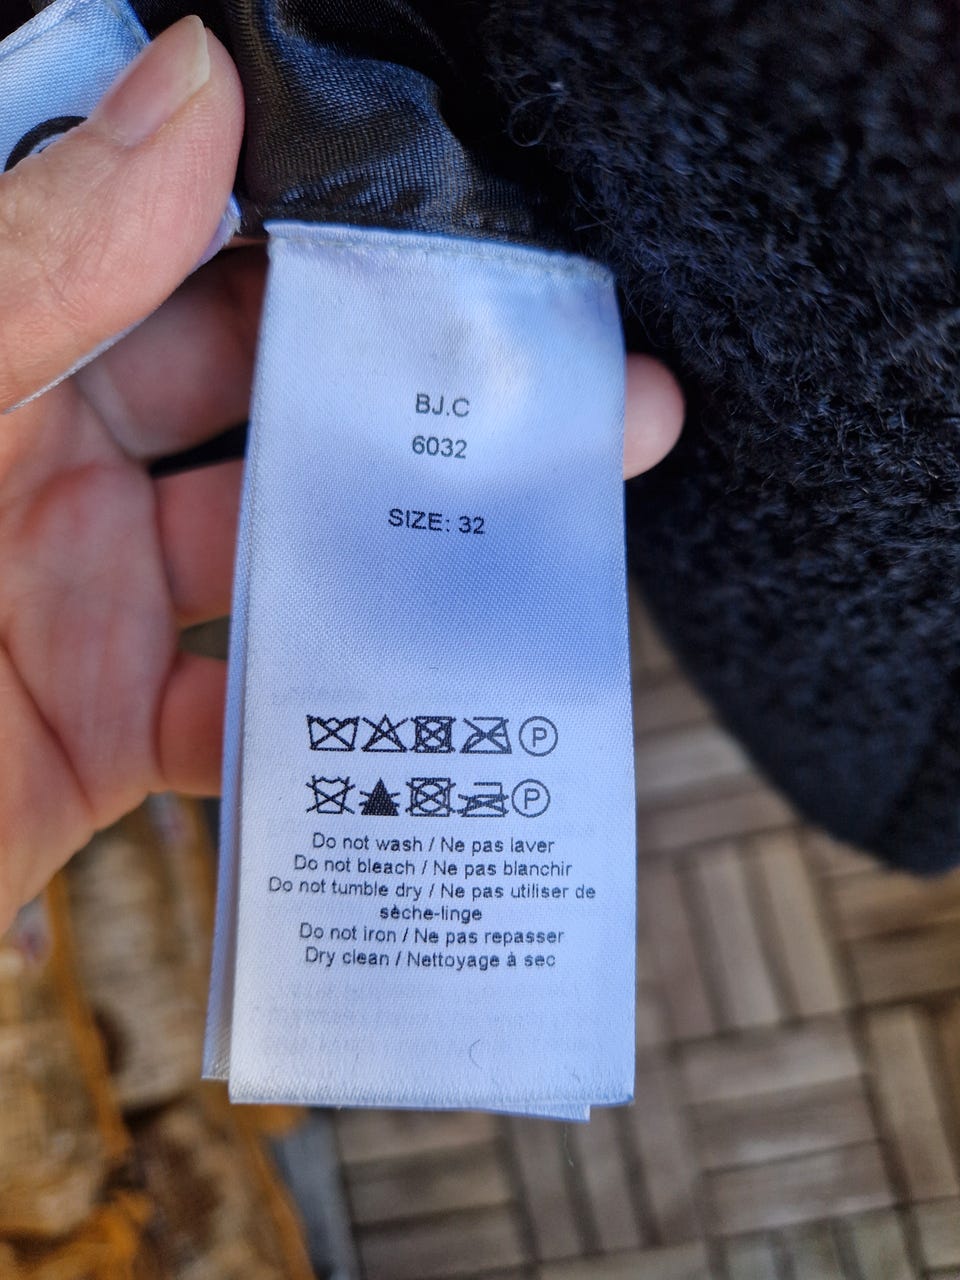 BJ.C
6032
SIZE: 32
P
P
Do not wash / Ne pas laver
Do not bleach / Ne pas blanchir
Do not tumble dry / Ne pas utiliser de
sèche-linge
Do not iron / Ne pas repasser
Dry clean / Nettoyage à sec